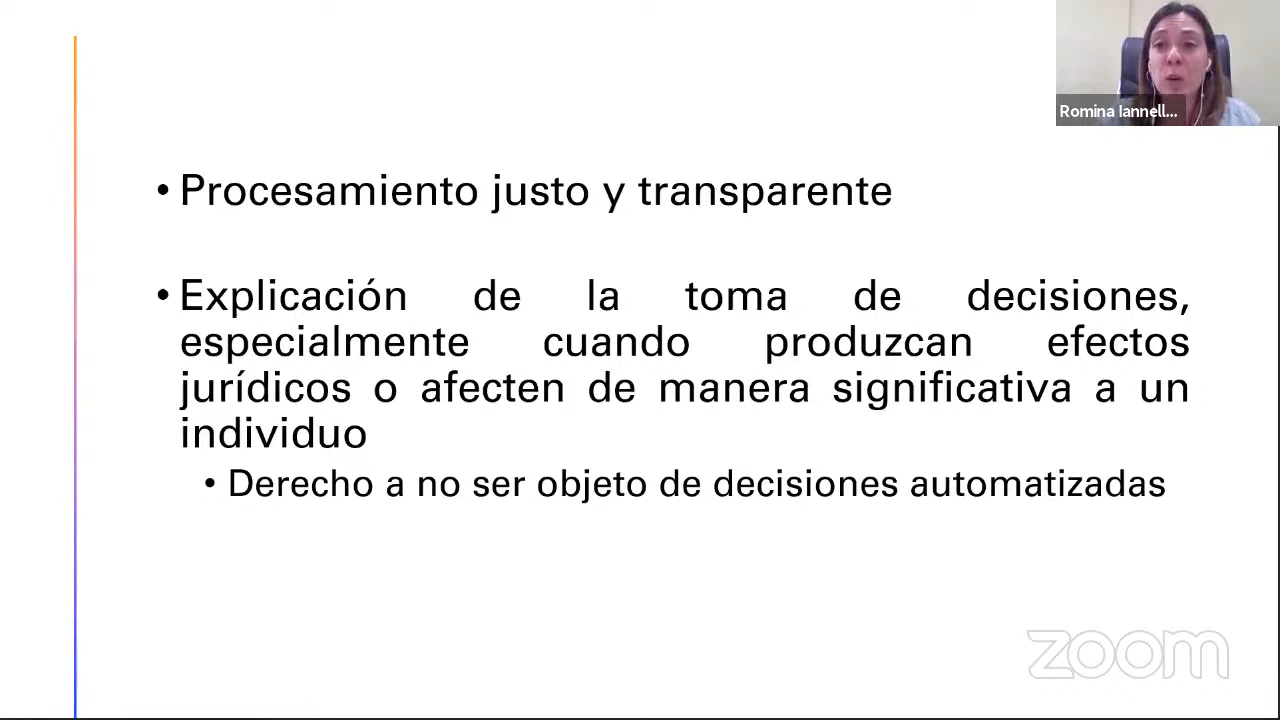 Romina Iannell...
• Procesamiento justo y transparente
• Explicación de la toma de decisiones,
especialmente cuando produzcan efectos
jurídicos o afecten de manera significativa a un
individuo
• Derecho a no ser objeto de decisiones automatizadas
zoom